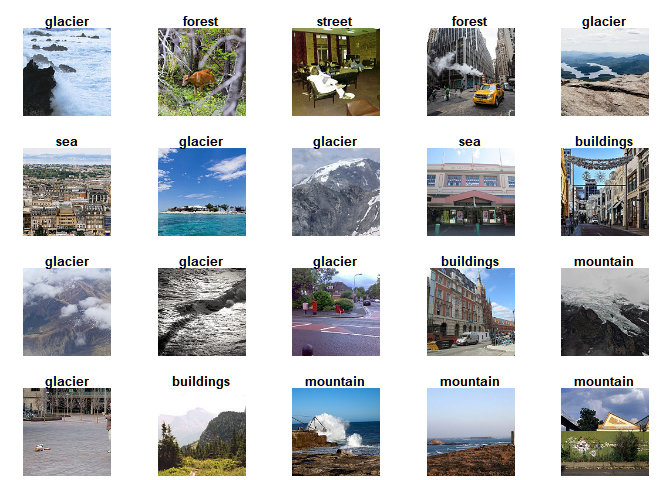 glacier forest street forest glacier
sea glacier glacier sea buildings
glacier glacier glacier buildings mountain
glacier buildings mountain mountain mountain